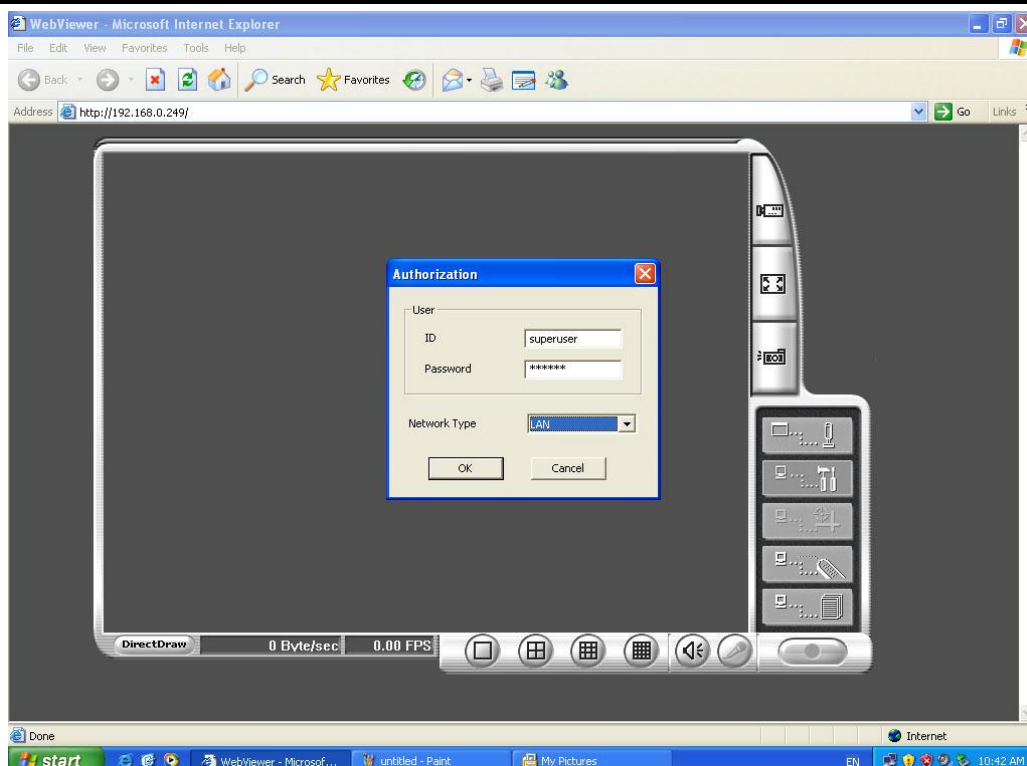 WebViewer - Microsoft Internet Explorer
File Edit View Favorites Tools Help
Back Search Favorites
Address http://192.168.0.249/ Go Links
Authorization
User
ID superuser
Password ******
Network Type LAN
OK Cancel
DirectDraw 0 Byte/sec 0.00 FPS
Done Internet
start WebViewer - Microsof... untitled - Paint My Pictures EN 10:42 AM